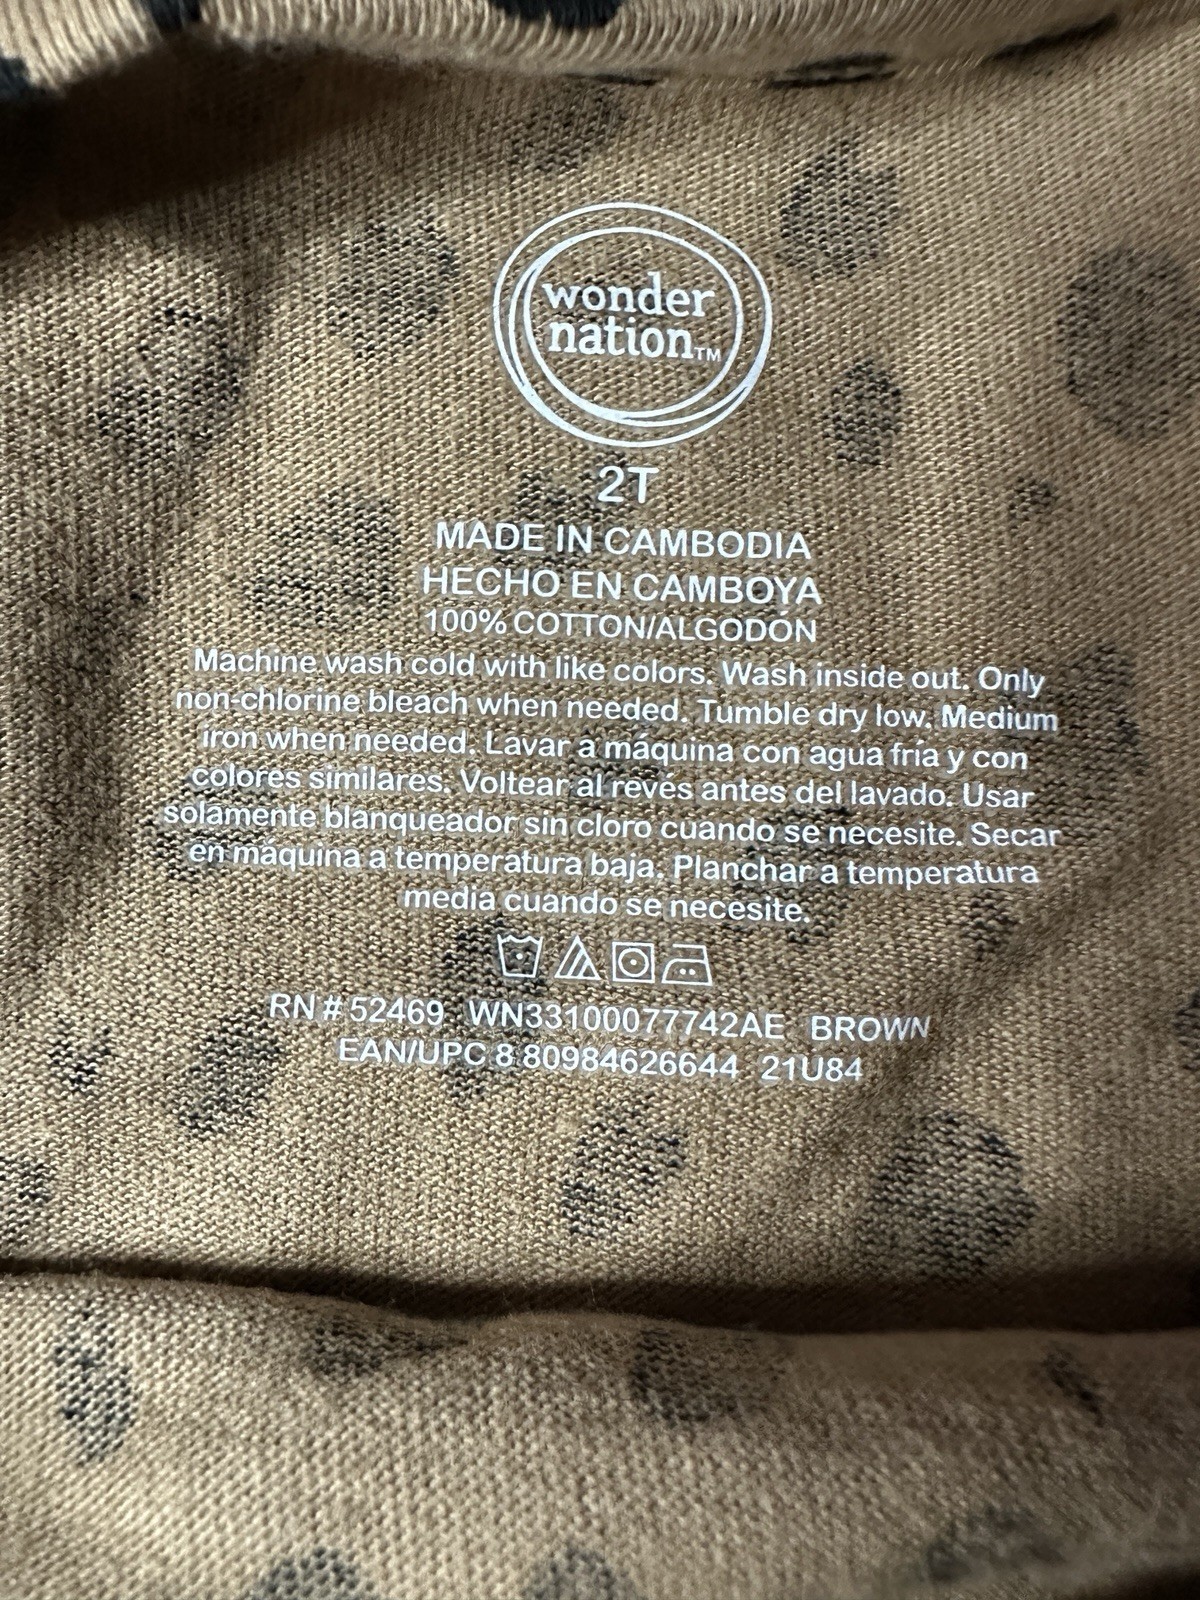 wonder
nation™
2T
MADE IN CAMBODIA
HECHO EN CAMBOYA
100% COTTON/ALGODÓN
Machine wash cold with like colors. Wash inside out. Only
non-chlorine bleach when needed. Tumble dry low. Medium
iron when needed. Lavar a máquina con agua fría y con
colores similares. Voltear al revés antes del lavado. Usar
solamente blanqueador sin cloro cuando se necesite. Secar
en máquina a temperatura baja. Planchar a temperatura
media cuando se necesite.
RN # 52469 WN33100077742AE BROWN
EAN/UPC 8 80984626644 21U84